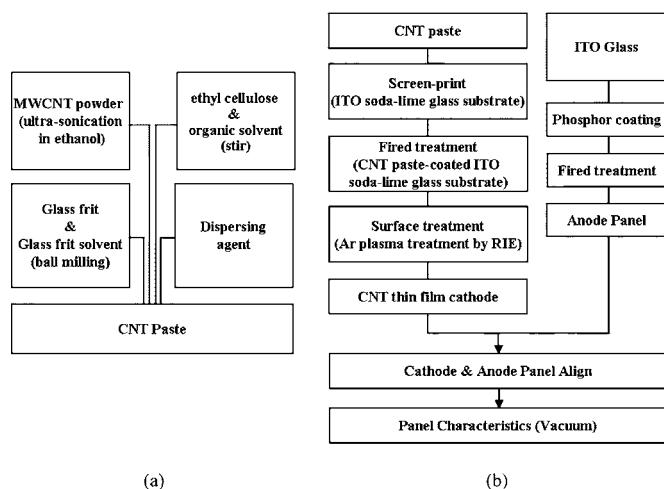 MWCNT powder
(ultra-sonication
in ethanol)
ethyl cellulose
&
organic solvent
(stir)
Glass frit
&
Glass frit solvent
(ball milling)
Dispersing
agent
CNT Paste
(a)
CNT paste
Screen-print
(ITO soda-lime glass substrate)
Fired treatment
(CNT paste-coated ITO
soda-lime glass substrate)
Surface treatment
(Ar plasma treatment by RIE)
CNT thin film cathode
ITO Glass
Phosphor coating
Fired treatment
Anode Panel
Cathode & Anode Panel Align
Panel Characteristics (Vacuum)
(b)